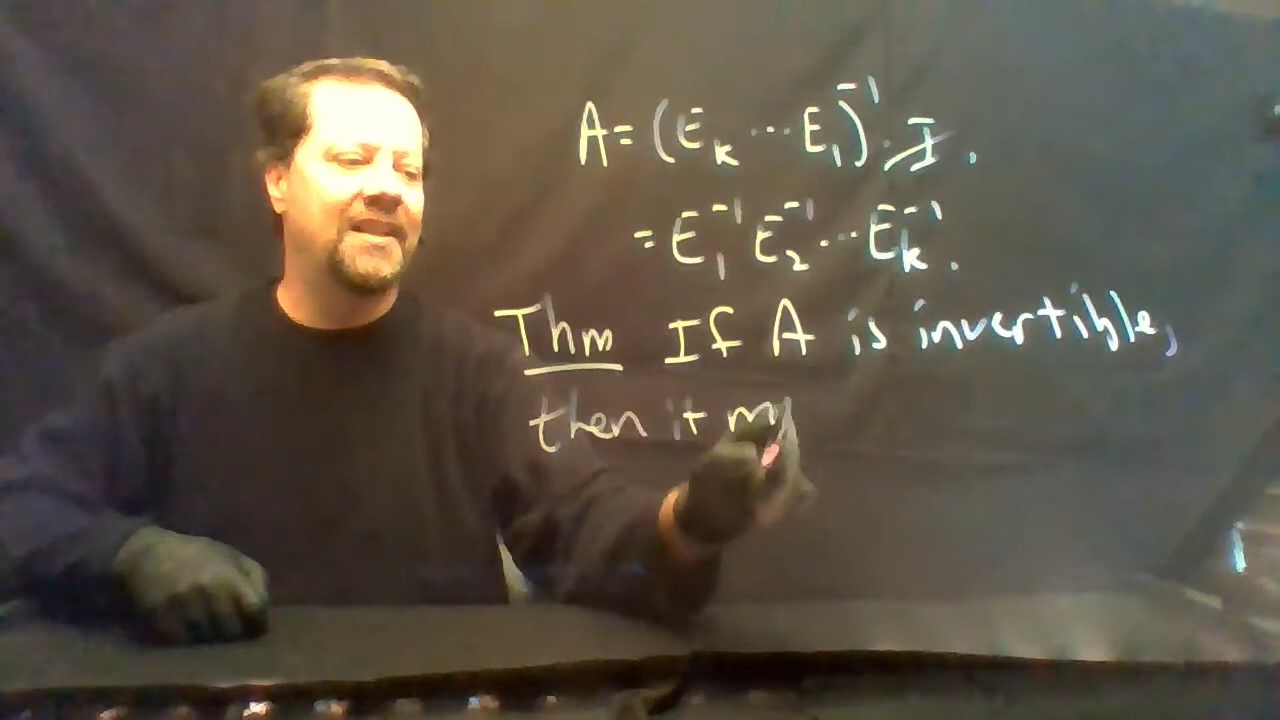 A = (E_k ⋯ E_1)^{-1} · I .
= E_1^{-1} E_2^{-1} ⋯ E_k^{-1} .
Thm If A is invertible,
then it m